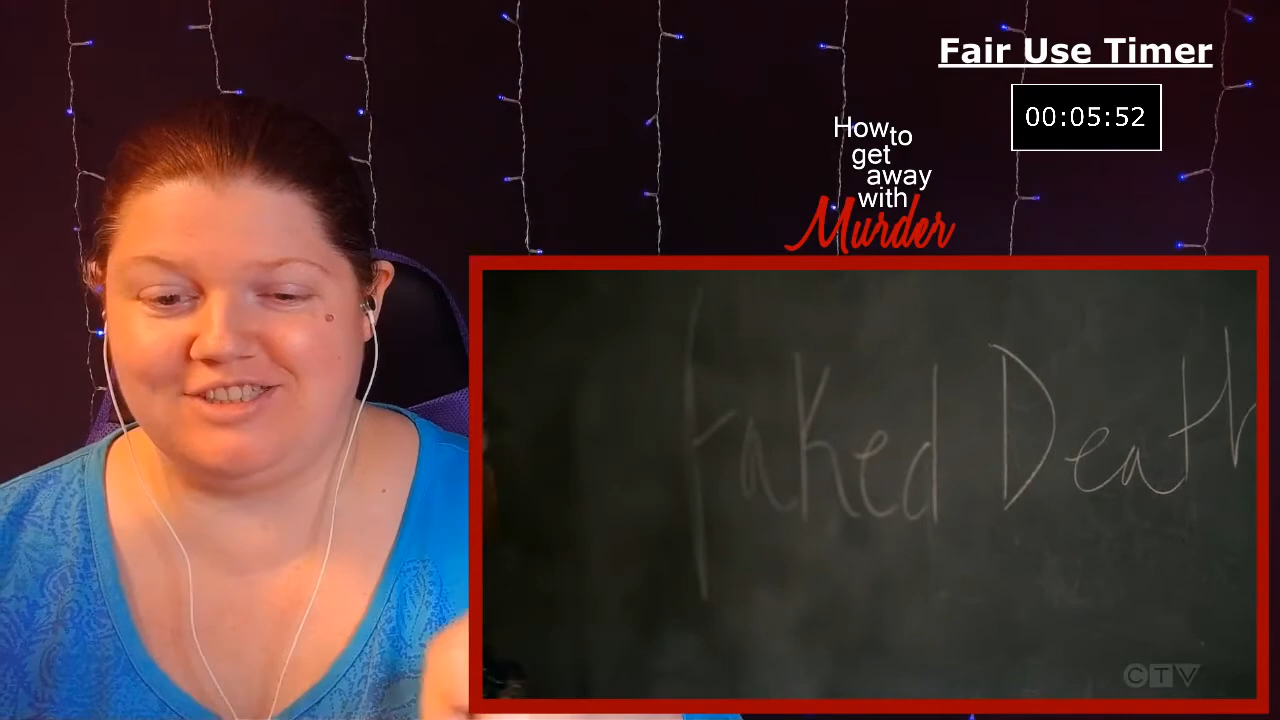 Fair Use Timer
00:05:52
How to
get
away
with
Murder
Faked Death
CTV